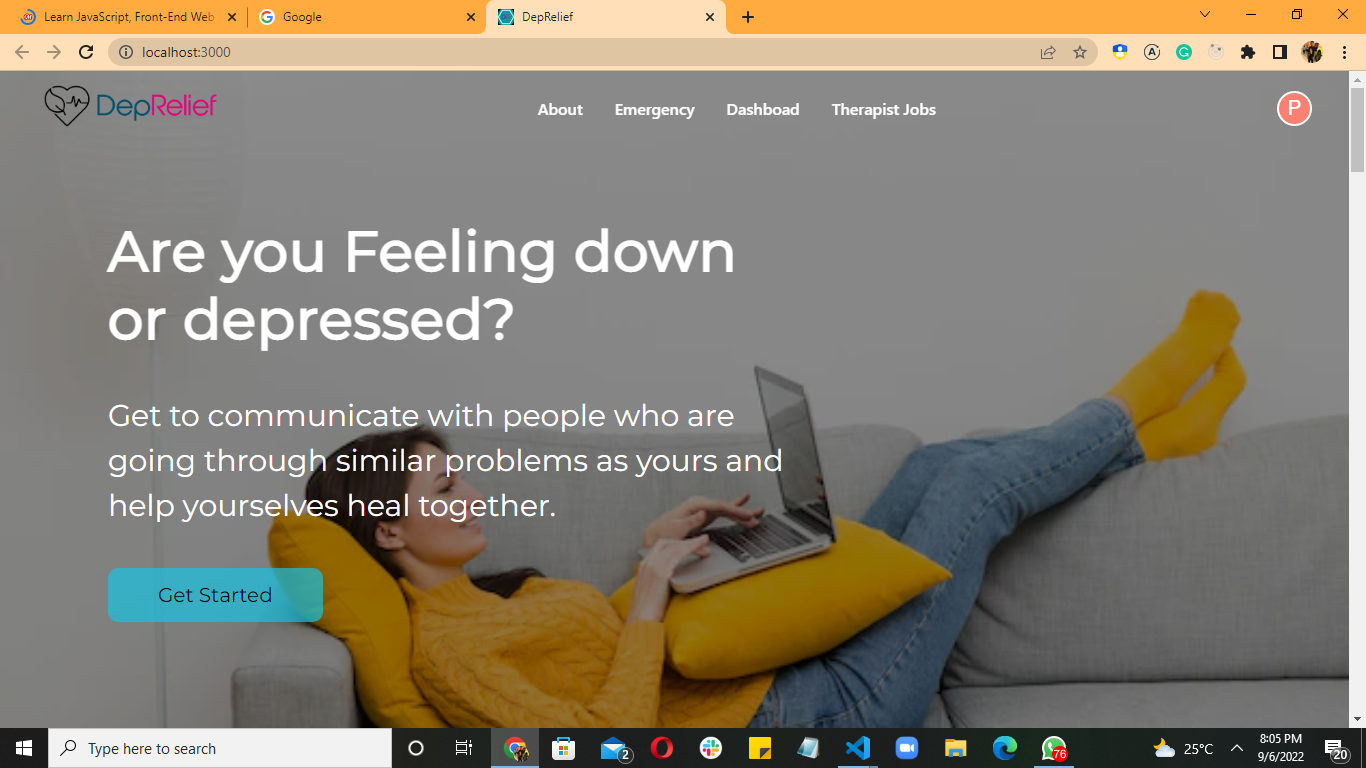 Learn JavaScript, Front-End Web
Google
DepRelief
localhost:3000
DepRelief
About
Emergency
Dashboad
Therapist Jobs
P
Are you Feeling down
or depressed?
Get to communicate with people who are
going through similar problems as yours and
help yourselves heal together.
Get Started
Type here to search
2
76
25°C
8:05 PM
9/6/2022
20